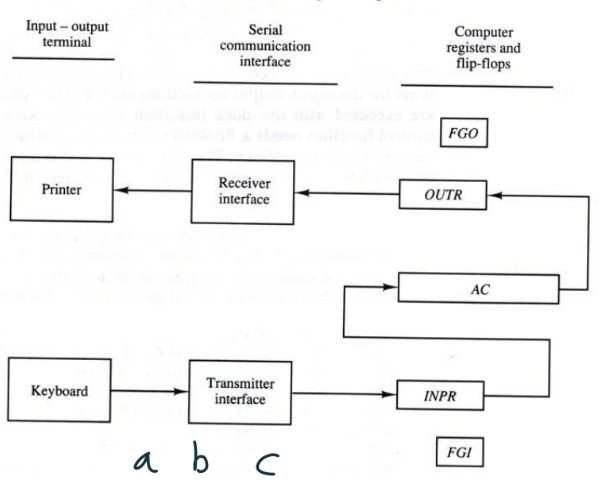 Input – output
terminal
Serial
communication
interface
Computer
registers and
flip-flops
FGO
Printer
Receiver
interface
OUTR
AC
Keyboard
Transmitter
interface
INPR
FGI
a b c